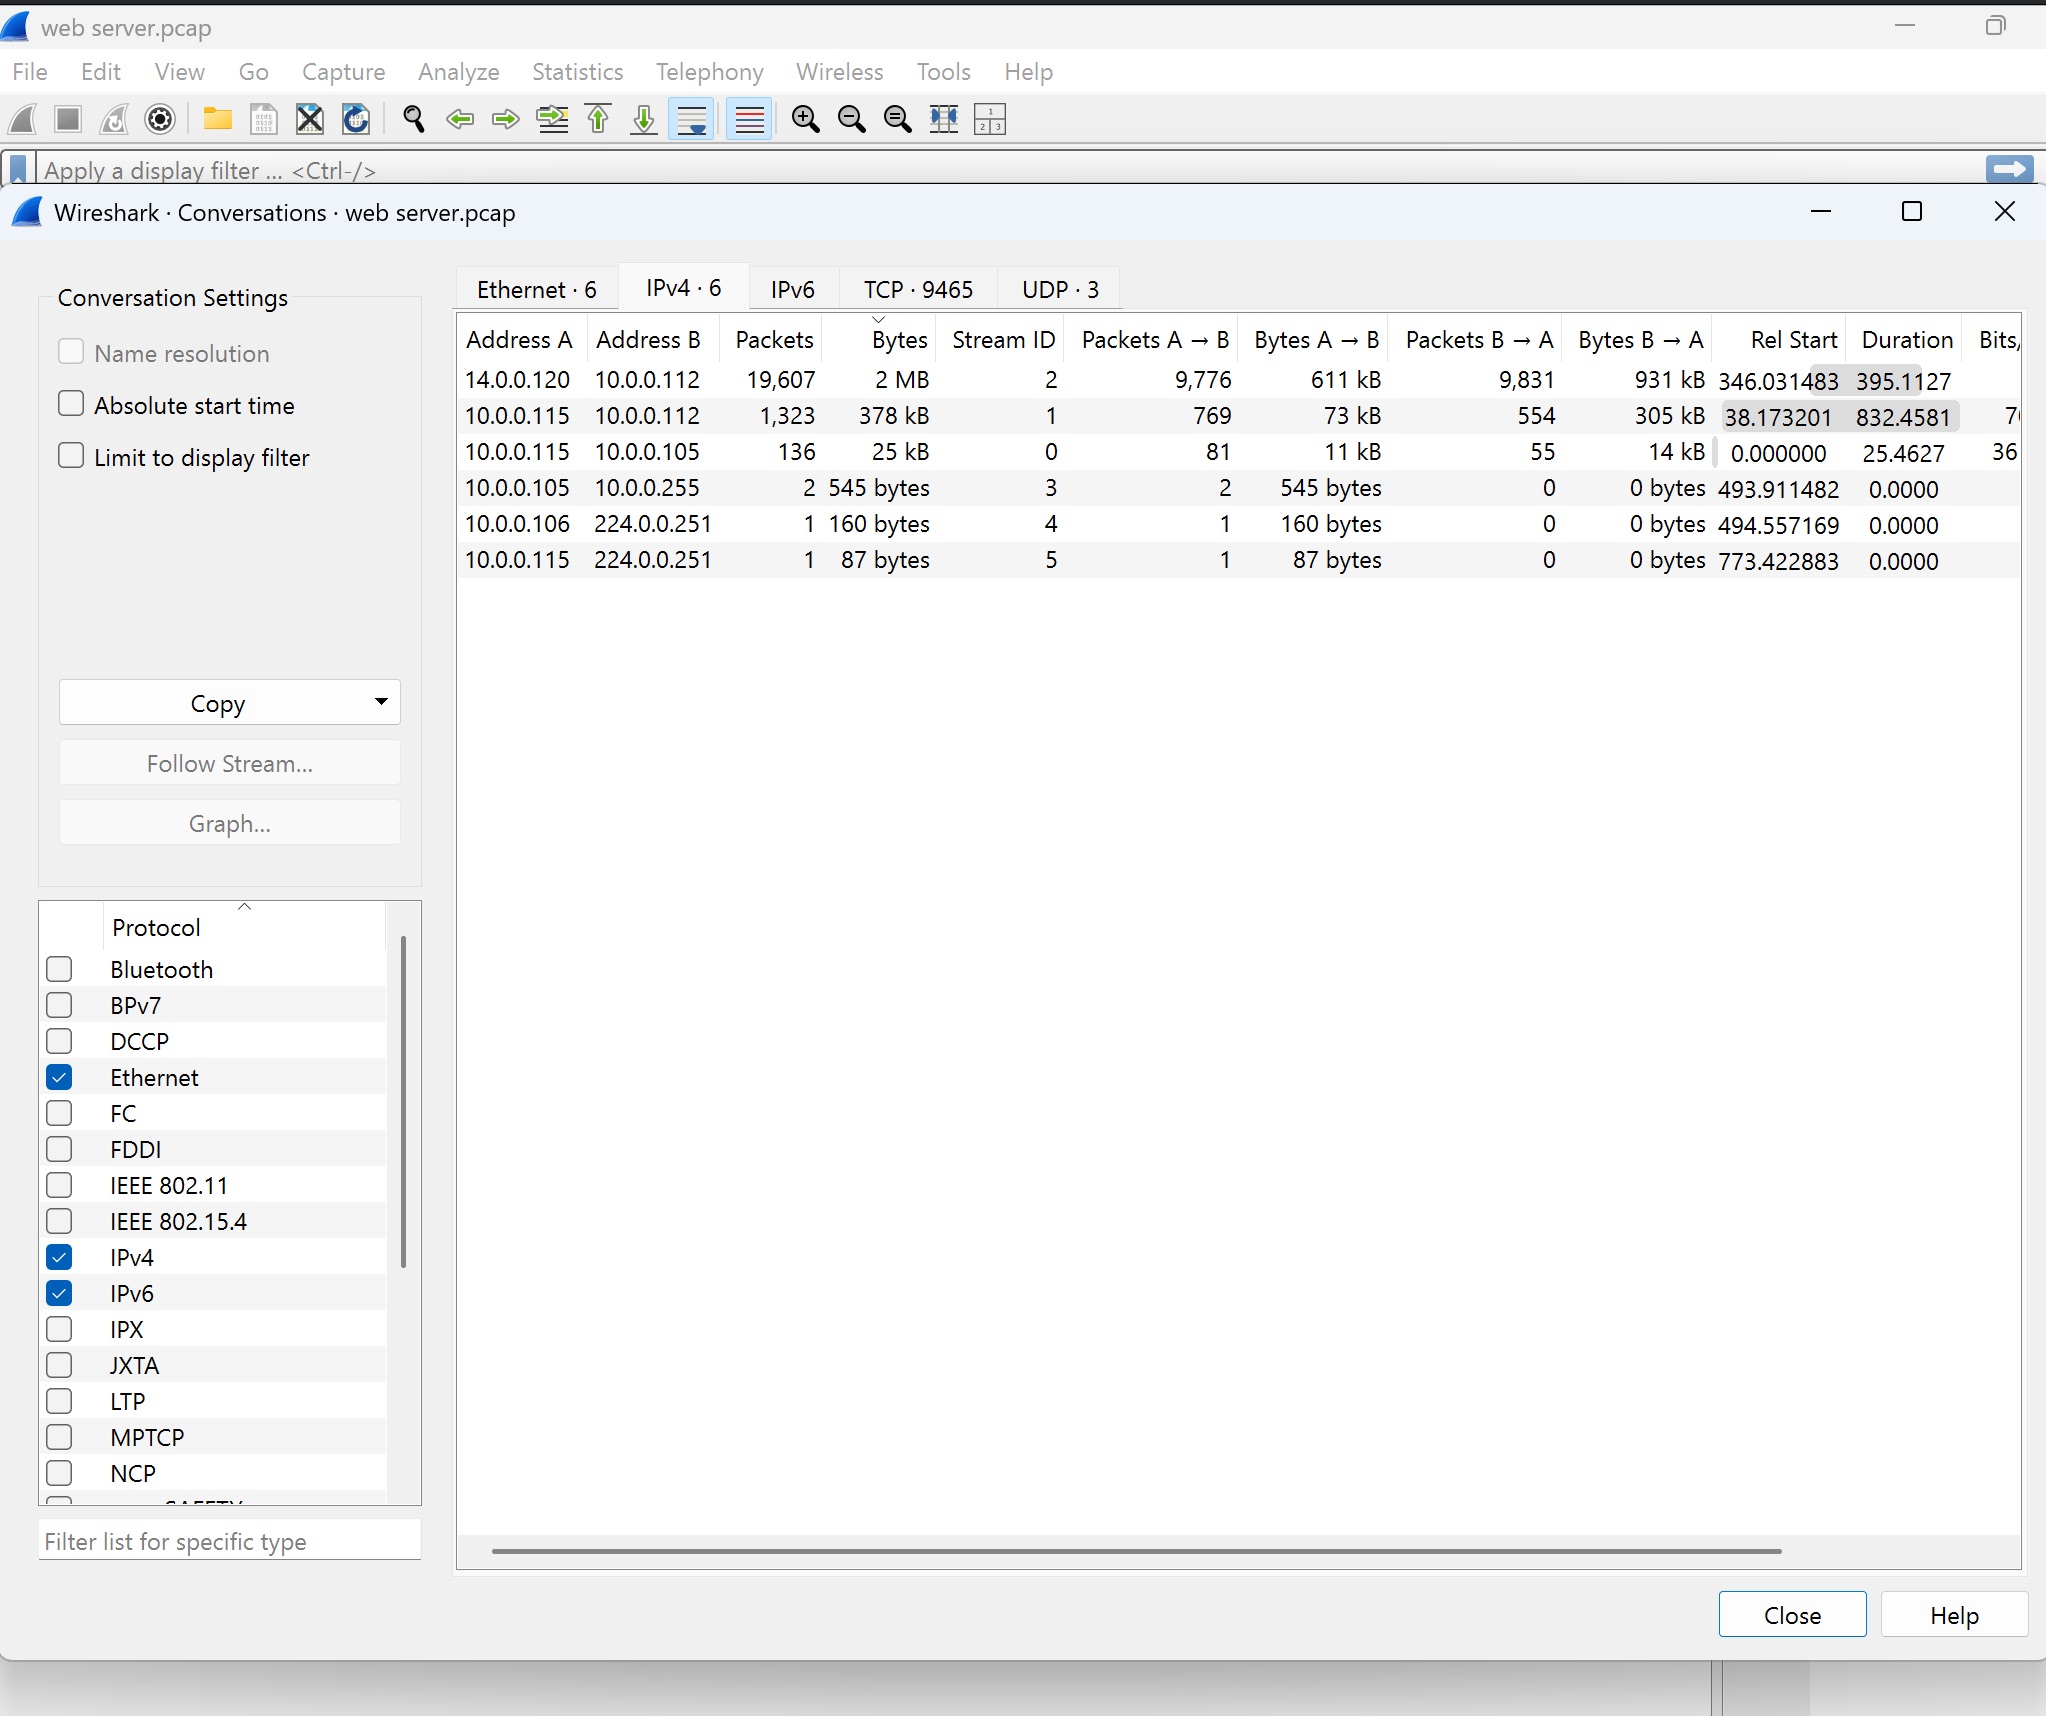 web server.pcap
File Edit View Go Capture Analyze Statistics Telephony Wireless Tools Help
Apply a display filter ... <Ctrl-/>
Wireshark · Conversations · web server.pcap
Conversation Settings
Name resolution
Absolute start time
Limit to display filter
Copy
Follow Stream...
Graph...
Protocol
Bluetooth
BPv7
DCCP
Ethernet
FC
FDDI
IEEE 802.11
IEEE 802.15.4
IPv4
IPv6
IPX
JXTA
LTP
MPTCP
NCP
Filter list for specific type
Ethernet · 6 IPv4 · 6 IPv6 TCP · 9465 UDP · 3
Address A Address B Packets Bytes Stream ID Packets A → B Bytes A → B Packets B → A Bytes B → A Rel Start Duration Bits/
14.0.0.120 10.0.0.112 19,607 2 MB 2 9,776 611 kB 9,831 931 kB 346.031483 395.1127
10.0.0.115 10.0.0.112 1,323 378 kB 1 769 73 kB 554 305 kB 38.173201 832.4581
10.0.0.115 10.0.0.105 136 25 kB 0 81 11 kB 55 14 kB 0.000000 25.4627 36
10.0.0.105 10.0.0.255 2 545 bytes 3 2 545 bytes 0 0 bytes 493.911482 0.0000
10.0.0.106 224.0.0.251 1 160 bytes 4 1 160 bytes 0 0 bytes 494.557169 0.0000
10.0.0.115 224.0.0.251 1 87 bytes 5 1 87 bytes 0 0 bytes 773.422883 0.0000
Close Help